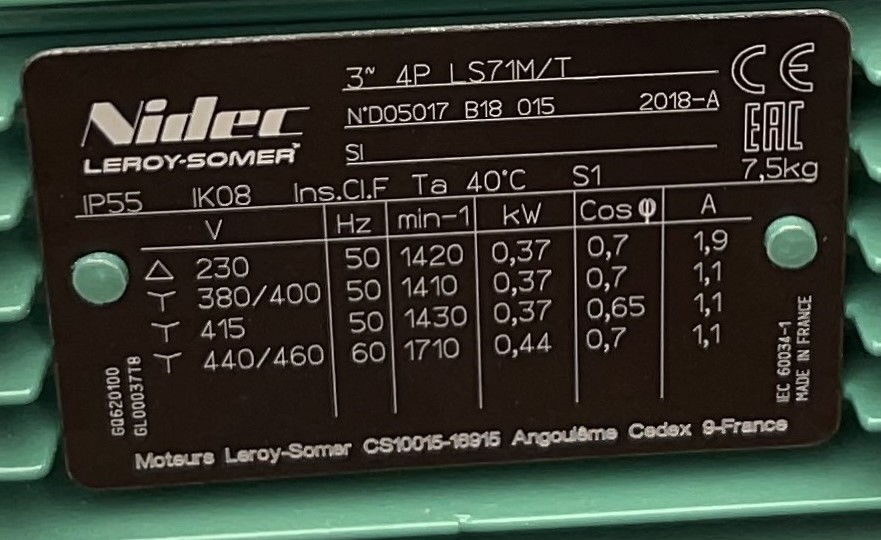 Nidec
LEROY-SOMER
3~ 4P LS71M/T
N°D05017 B18 015 2018-A
SI
CE
EAC
7,5kg
IP55 IK08 Ins.Cl.F Ta 40°C S1
V Hz min-1 kW Cos φ A
△ 230 50 1420 0,37 0,7 1,9
Y 380/400 50 1410 0,37 0,7 1,1
Y 415 50 1430 0,37 0,65 1,1
Y 440/460 60 1710 0,44 0,7 1,1
GQ620100
GL00037T8
IEC 60034-1
MADE IN FRANCE
Moteurs Leroy-Somer CS10015-16915 Angoulême Cedex 9-France